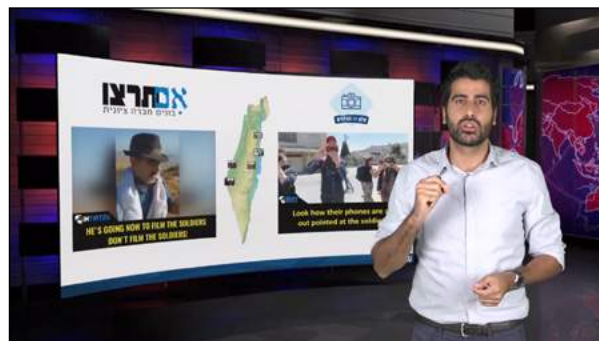 אם תרצו
• בונים חברה ציונית
HE'S GOING NOW TO FILM THE SOLDIERS
DON'T FILM THE SOLDIERS!
Look how their phones are
out pointed at the